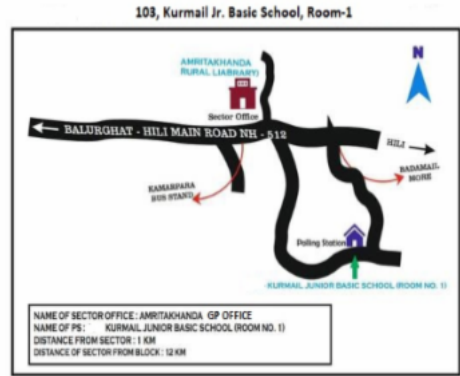 103, Kurmail Jr. Basic School, Room-1
N
AMRITAKHANDA
RURAL LIABRARY)
Sector Office
BALURGHAT - HILI MAIN ROAD NH - 512
HILI
KAMARPARA
BUS STAND
BADAMAIL
MORE
Polling Station
KURMAIL JUNIOR BASIC SCHOOL (ROOM NO. 1)
NAME OF SECTOR OFFICE : AMRITAKHANDA GP OFFICE
NAME OF PS : KURMAIL JUNIOR BASIC SCHOOL (ROOM NO. 1)
DISTANCE FROM SECTOR : 1 KM
DISTANCE OF SECTOR FROM BLOCK : 12 KM